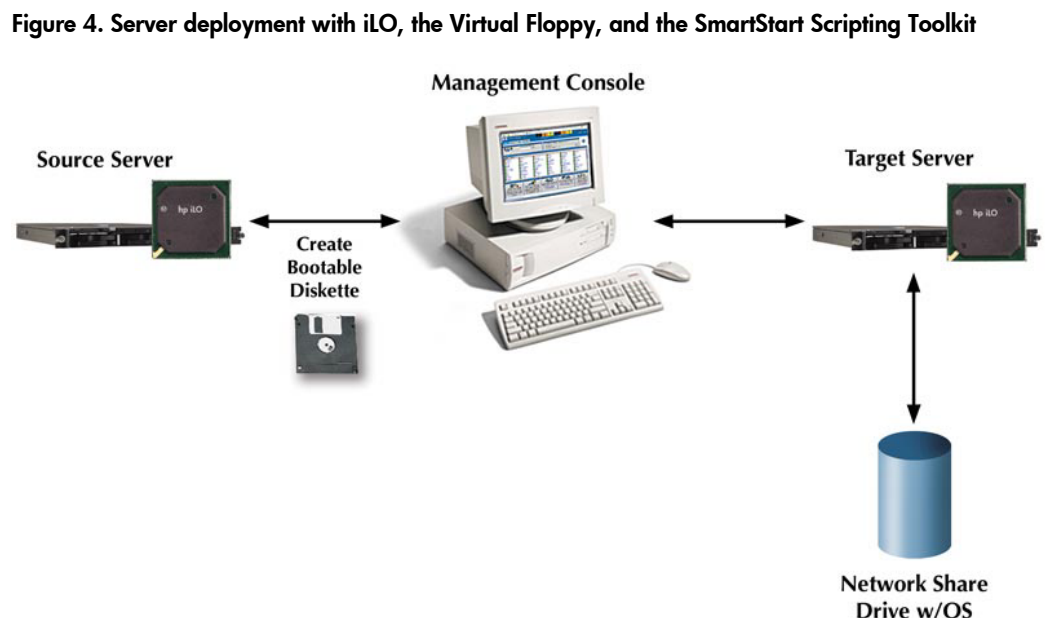 Figure 4. Server deployment with iLO, the Virtual Floppy, and the SmartStart Scripting Toolkit
Management Console
Source Server
Target Server
hp iLO
hp iLO
Create
Bootable
Diskette
Network Share
Drive w/OS